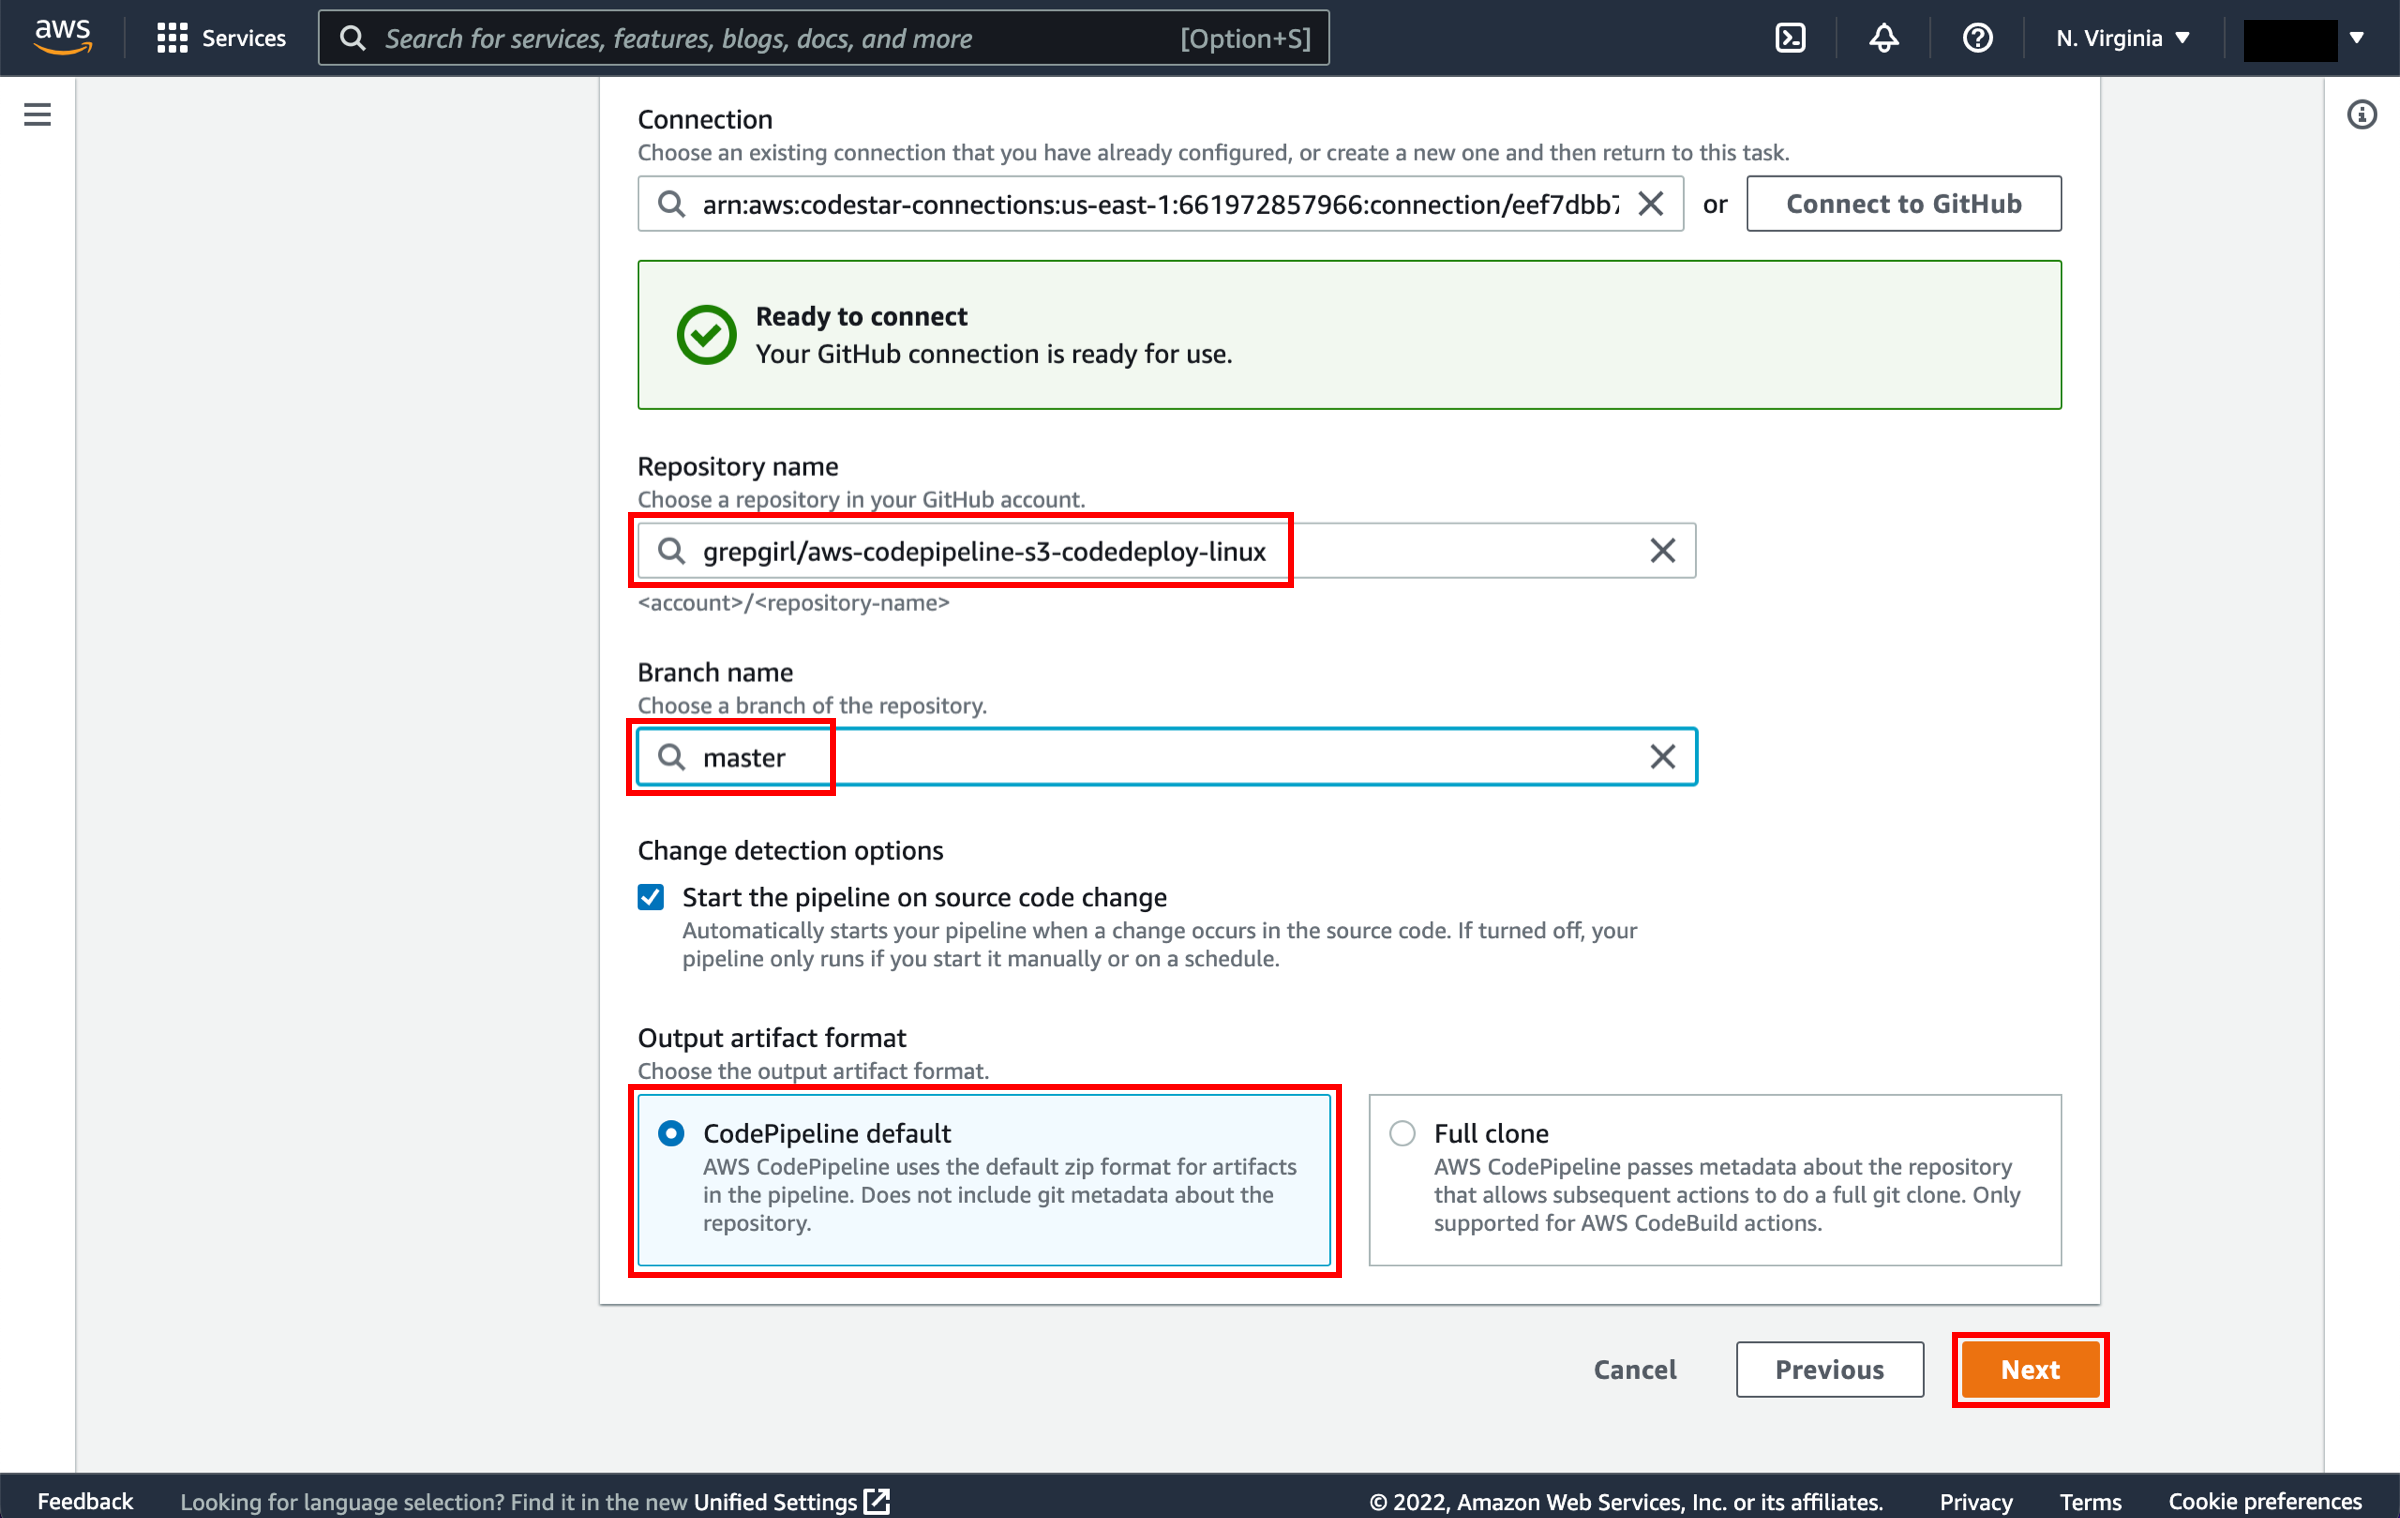 aws
Services
Search for services, features, blogs, docs, and more [Option+S]
N. Virginia
Connection
Choose an existing connection that you have already configured, or create a new one and then return to this task.
arn:aws:codestar-connections:us-east-1:661972857966:connection/eef7dbb7
or
Connect to GitHub
Ready to connect
Your GitHub connection is ready for use.
Repository name
Choose a repository in your GitHub account.
grepgirl/aws-codepipeline-s3-codedeploy-linux
<account>/<repository-name>
Branch name
Choose a branch of the repository.
master
Change detection options
Start the pipeline on source code change
Automatically starts your pipeline when a change occurs in the source code. If turned off, your
pipeline only runs if you start it manually or on a schedule.
Output artifact format
Choose the output artifact format.
CodePipeline default
AWS CodePipeline uses the default zip format for artifacts
in the pipeline. Does not include git metadata about the
repository.
Full clone
AWS CodePipeline passes metadata about the repository
that allows subsequent actions to do a full git clone. Only
supported for AWS CodeBuild actions.
Cancel
Previous
Next
Feedback
Looking for language selection? Find it in the new Unified Settings
© 2022, Amazon Web Services, Inc. or its affiliates.
Privacy
Terms
Cookie preferences